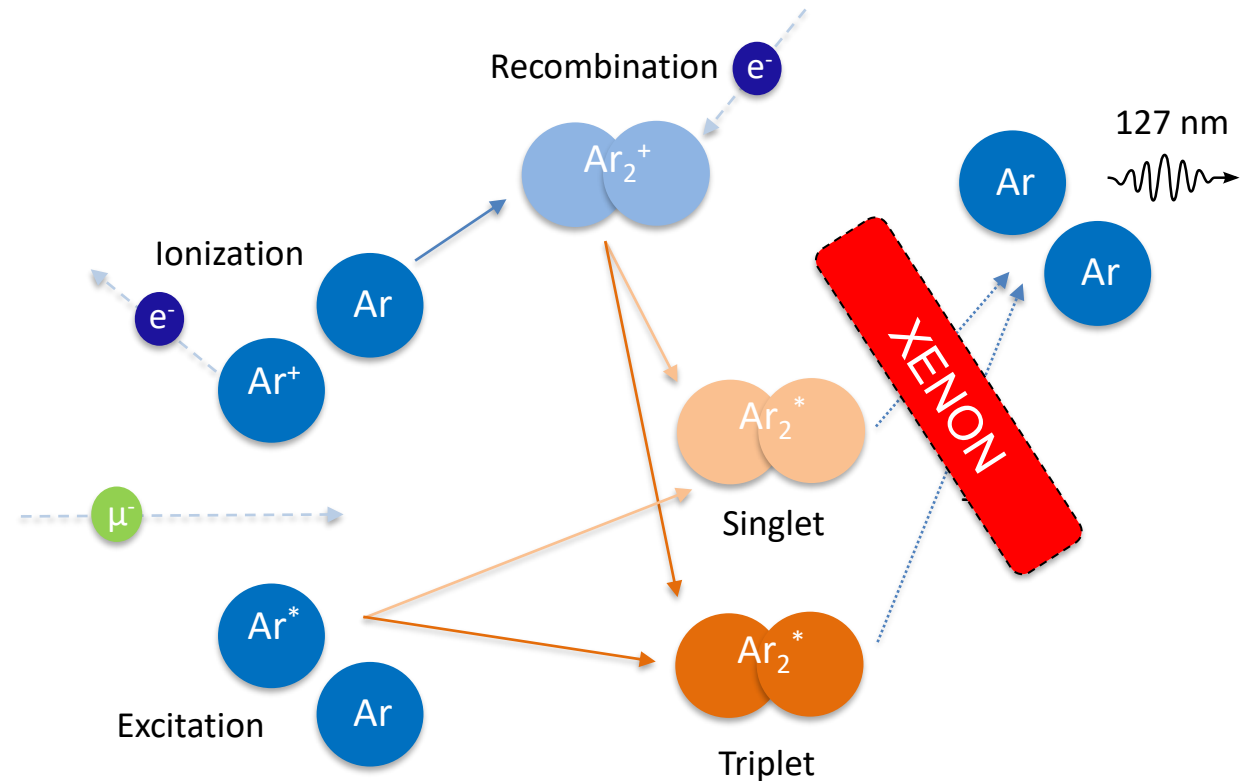 Recombination
e⁻
Ar₂⁺
127 nm
Ar
Ar
Ionization
Ar
e⁻
Ar⁺
XENON
Ar₂*
Singlet
μ⁻
Ar*
Ar
Excitation
Ar₂*
Triplet